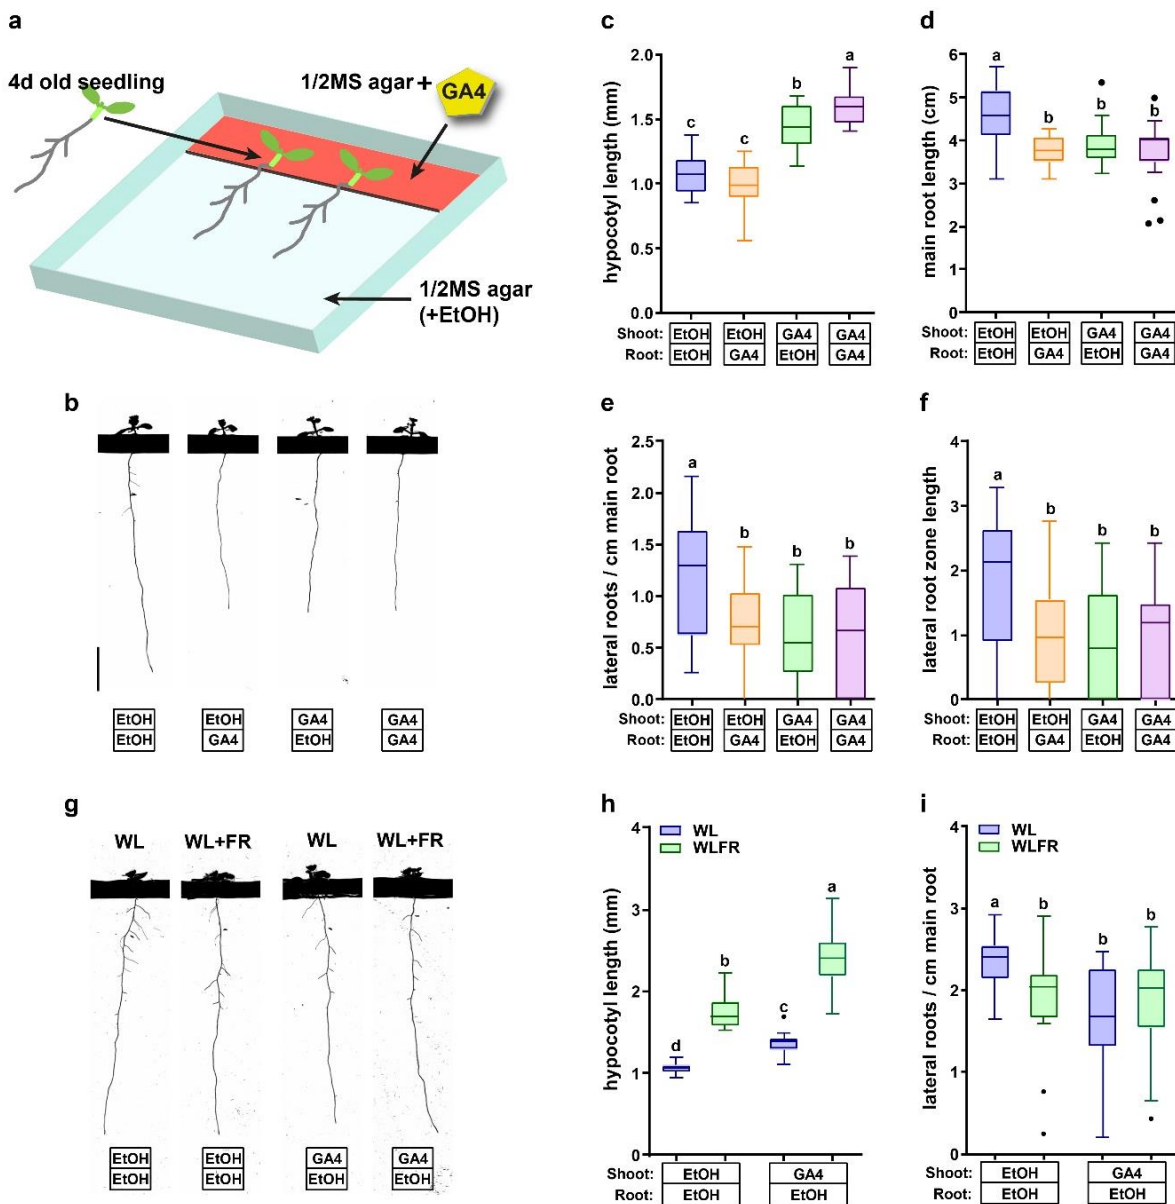 a
4d old seedling
1/2MS agar +
GA4
1/2MS agar
(+EtOH)
b
EtOH EtOH GA4 GA4
EtOH GA4 EtOH GA4
c
hypocotyl length (mm)
2.0
1.5
1.0
0.5
0.0
c c b a
Shoot: EtOH EtOH GA4 GA4
Root: EtOH GA4 EtOH GA4
d
main root length (cm)
6
5
4
3
2
1
0
a b b b
Shoot: EtOH EtOH GA4 GA4
Root: EtOH GA4 EtOH GA4
e
lateral roots / cm main root
2.5
2.0
1.5
1.0
0.5
0.0
a b b b
Shoot: EtOH EtOH GA4 GA4
Root: EtOH GA4 EtOH GA4
f
lateral root zone length
4
3
2
1
0
a b b b
Shoot: EtOH EtOH GA4 GA4
Root: EtOH GA4 EtOH GA4
g
WL WL+FR WL WL+FR
EtOH EtOH GA4 GA4
EtOH EtOH EtOH EtOH
h
WL
WLFR
hypocotyl length (mm)
4
3
2
1
0
d b c a
Shoot: EtOH GA4
Root: EtOH EtOH
i
WL
WLFR
lateral roots / cm main root
4
3
2
1
0
a b b b
Shoot: EtOH GA4
Root: EtOH EtOH